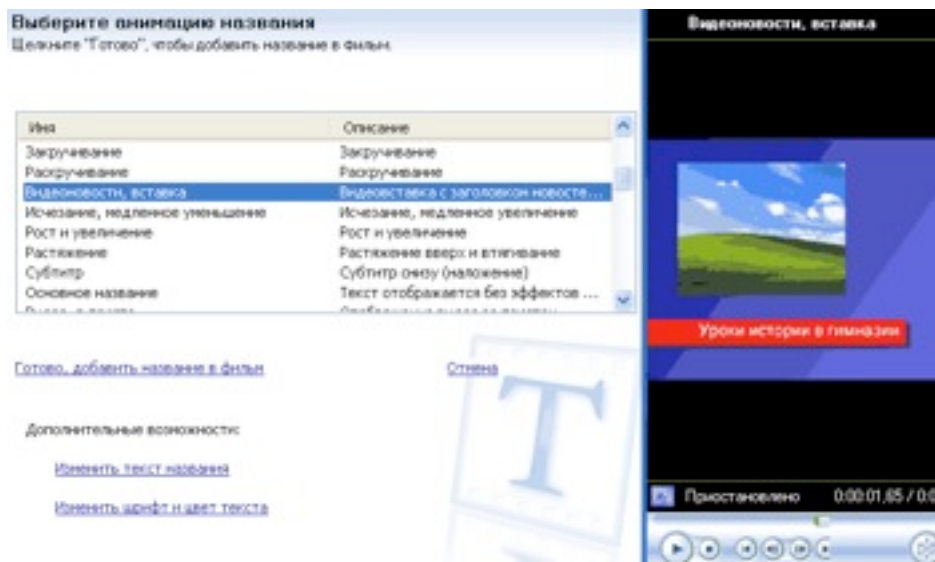 Выберите анимацию названия
Щелкните "Готово", чтобы добавить название в фильм.
Имя Описание
Закручивание Закручивание
Раскручивание Раскручивание
Видеоновости, вставка Видеовставка с заголовком новосте...
Исчезание, медленное уменьшение Исчезание, медленное увеличение
Рост и увеличение Рост и увеличение
Растяжение Растяжение вверх и втягивание
Субтитр Субтитр снизу (наложение)
Основное название Текст отображается без эффектов ...
Готово, добавить название в фильм Отмена
Дополнительные возможности:
Изменить текст названия
Изменить шрифт и цвет текста
T
Видеоновости, вставка
Уроки истории в гимназии
Приостановлено 0:00:01,65 / 0:0